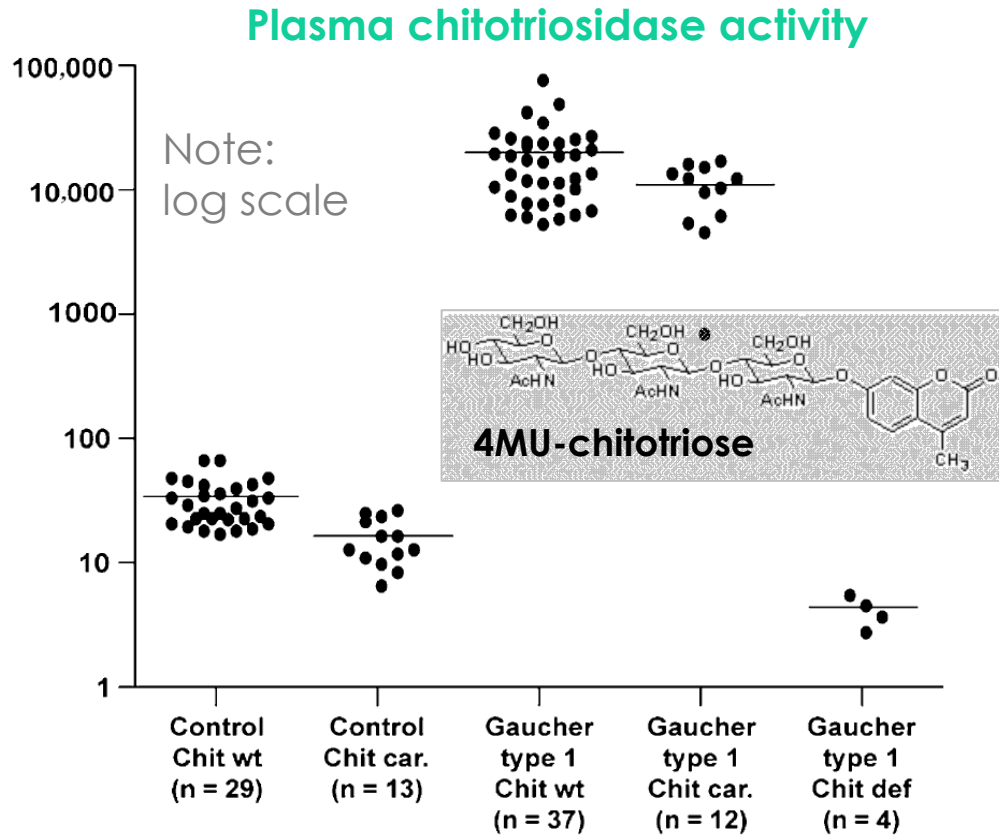 Plasma chitotriosidase activity
100,000
Note:
log scale
10,000
1000
CH2OH
CH2OH
CH2OH
HO
HO
O
O
O
HO
O
O
O
O
O
O
HO
AcHN
AcHN
AcHN
4MU-chitotriose
CH3
100
10
1
Control
Chit wt
(n = 29)
Control
Chit car.
(n = 13)
Gaucher
type 1
Chit wt
(n = 37)
Gaucher
type 1
Chit car.
(n = 12)
Gaucher
type 1
Chit def
(n = 4)